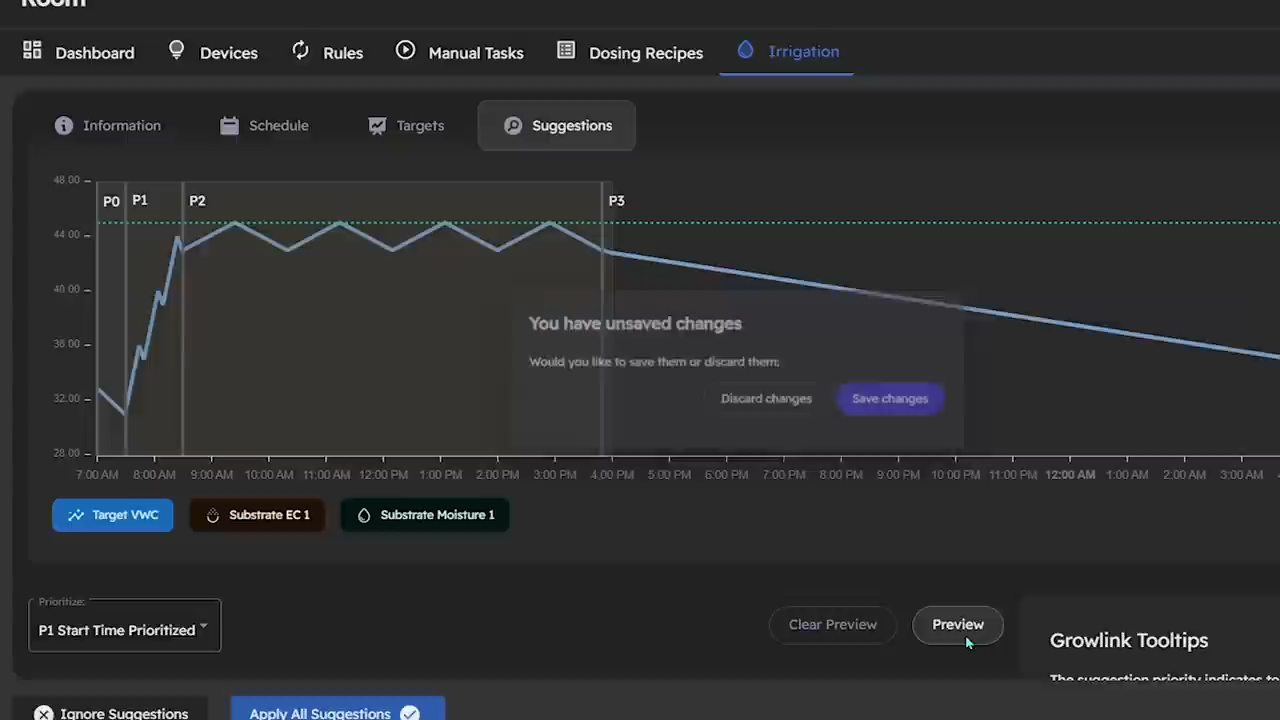 Room
Dashboard Devices Rules Manual Tasks Dosing Recipes Irrigation
Information Schedule Targets Suggestions
48.00
P0 P1 P2 P3
44.00
40.00
36.00
32.00
28.00
You have unsaved changes
Would you like to save them or discard them.
Discard changes Save changes
7:00 AM 8:00 AM 9:00 AM 10:00 AM 11:00 AM 12:00 PM 1:00 PM 2:00 PM 3:00 PM 4:00 PM 5:00 PM 6:00 PM 7:00 PM 8:00 PM 9:00 PM 10:00 PM 11:00 PM 12:00 AM 1:00 AM 2:00 AM 3:00 AM
Target VWC Substrate EC 1 Substrate Moisture 1
Prioritize:
P1 Start Time Prioritized
Clear Preview Preview
Growlink Tooltips
The suggestion priority indicates to
Ignore Suggestions Apply All Suggestions